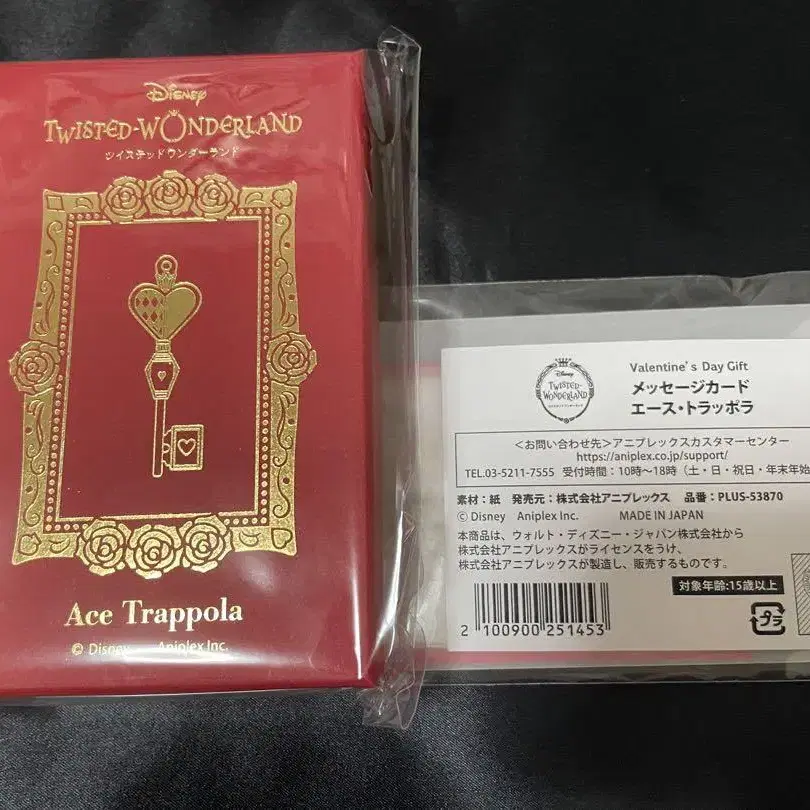 Disney
TWISTED-WONDERLAND
ツイステッドワンダーランド
Ace Trappola
© Disney Aniplex Inc.
Disney
TWISTED-WONDERLAND
Valentine's Day Gift
メッセージカード
エース・トラッポラ
<お問い合わせ先>アニプレックスカスタマーセンター
https://aniplex.co.jp/support/
TEL.03-5211-7555 受付時間:10時~18時(土・日・祝日・年末年始
素材:紙 発売元:株式会社アニプレックス 品番:PLUS-53870
© Disney Aniplex Inc. MADE IN JAPAN
本商品は、ウォルト・ディズニー・ジャパン株式会社から
株式会社アニプレックスがライセンスをうけ、
株式会社アニプレックスが製造し、販売するものです。
対象年齢:15歳以上
2 100900 251453
プラ